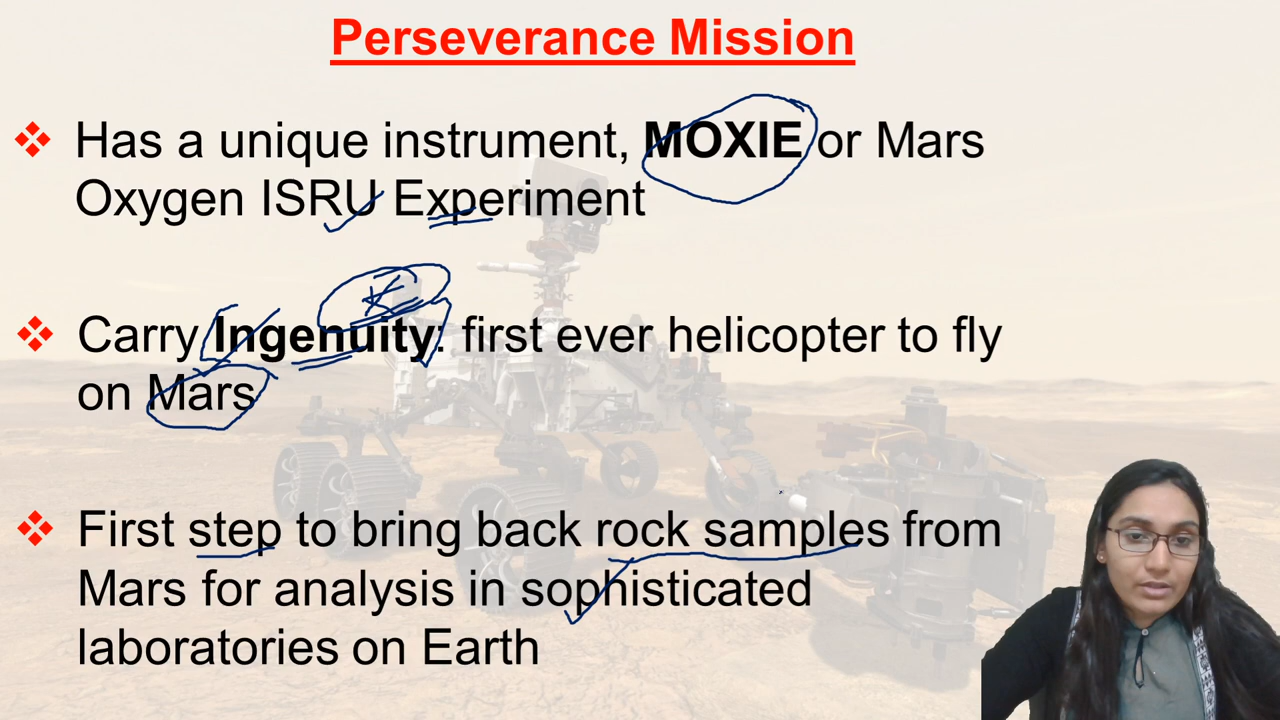 Perseverance Mission
Has a unique instrument, MOXIE or Mars
Oxygen ISRU Experiment
Carry Ingenuity: first ever helicopter to fly
on Mars
First step to bring back rock samples from
Mars for analysis in sophisticated
laboratories on Earth